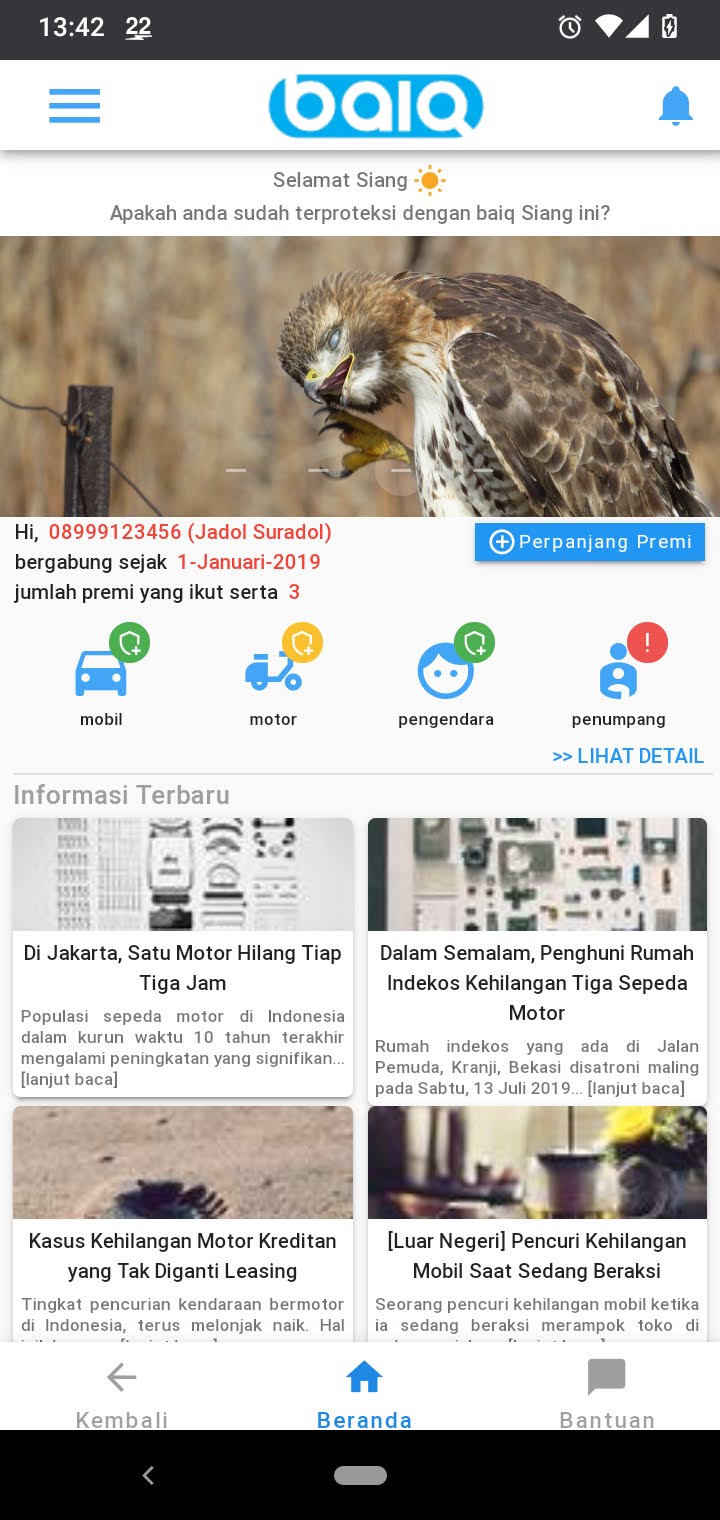 13:42 22
baiq
Selamat Siang
Apakah anda sudah terproteksi dengan baiq Siang ini?
Hi, 08999123456 (Jadol Suradol)
Perpanjang Premi
bergabung sejak 1-Januari-2019
jumlah premi yang ikut serta 3
mobil
motor
pengendara
penumpang
>> LIHAT DETAIL
Informasi Terbaru
Di Jakarta, Satu Motor Hilang Tiap
Tiga Jam
Populasi sepeda motor di Indonesia
dalam kurun waktu 10 tahun terakhir
mengalami peningkatan yang signifikan...
[lanjut baca]
Dalam Semalam, Penghuni Rumah
Indekos Kehilangan Tiga Sepeda
Motor
Rumah indekos yang ada di Jalan
Pemuda, Kranji, Bekasi disatroni maling
pada Sabtu, 13 Juli 2019... [lanjut baca]
Kasus Kehilangan Motor Kreditan
yang Tak Diganti Leasing
Tingkat pencurian kendaraan bermotor
di Indonesia, terus melonjak naik. Hal
[Luar Negeri] Pencuri Kehilangan
Mobil Saat Sedang Beraksi
Seorang pencuri kehilangan mobil ketika
ia sedang beraksi merampok toko di
Kembali
Beranda
Bantuan